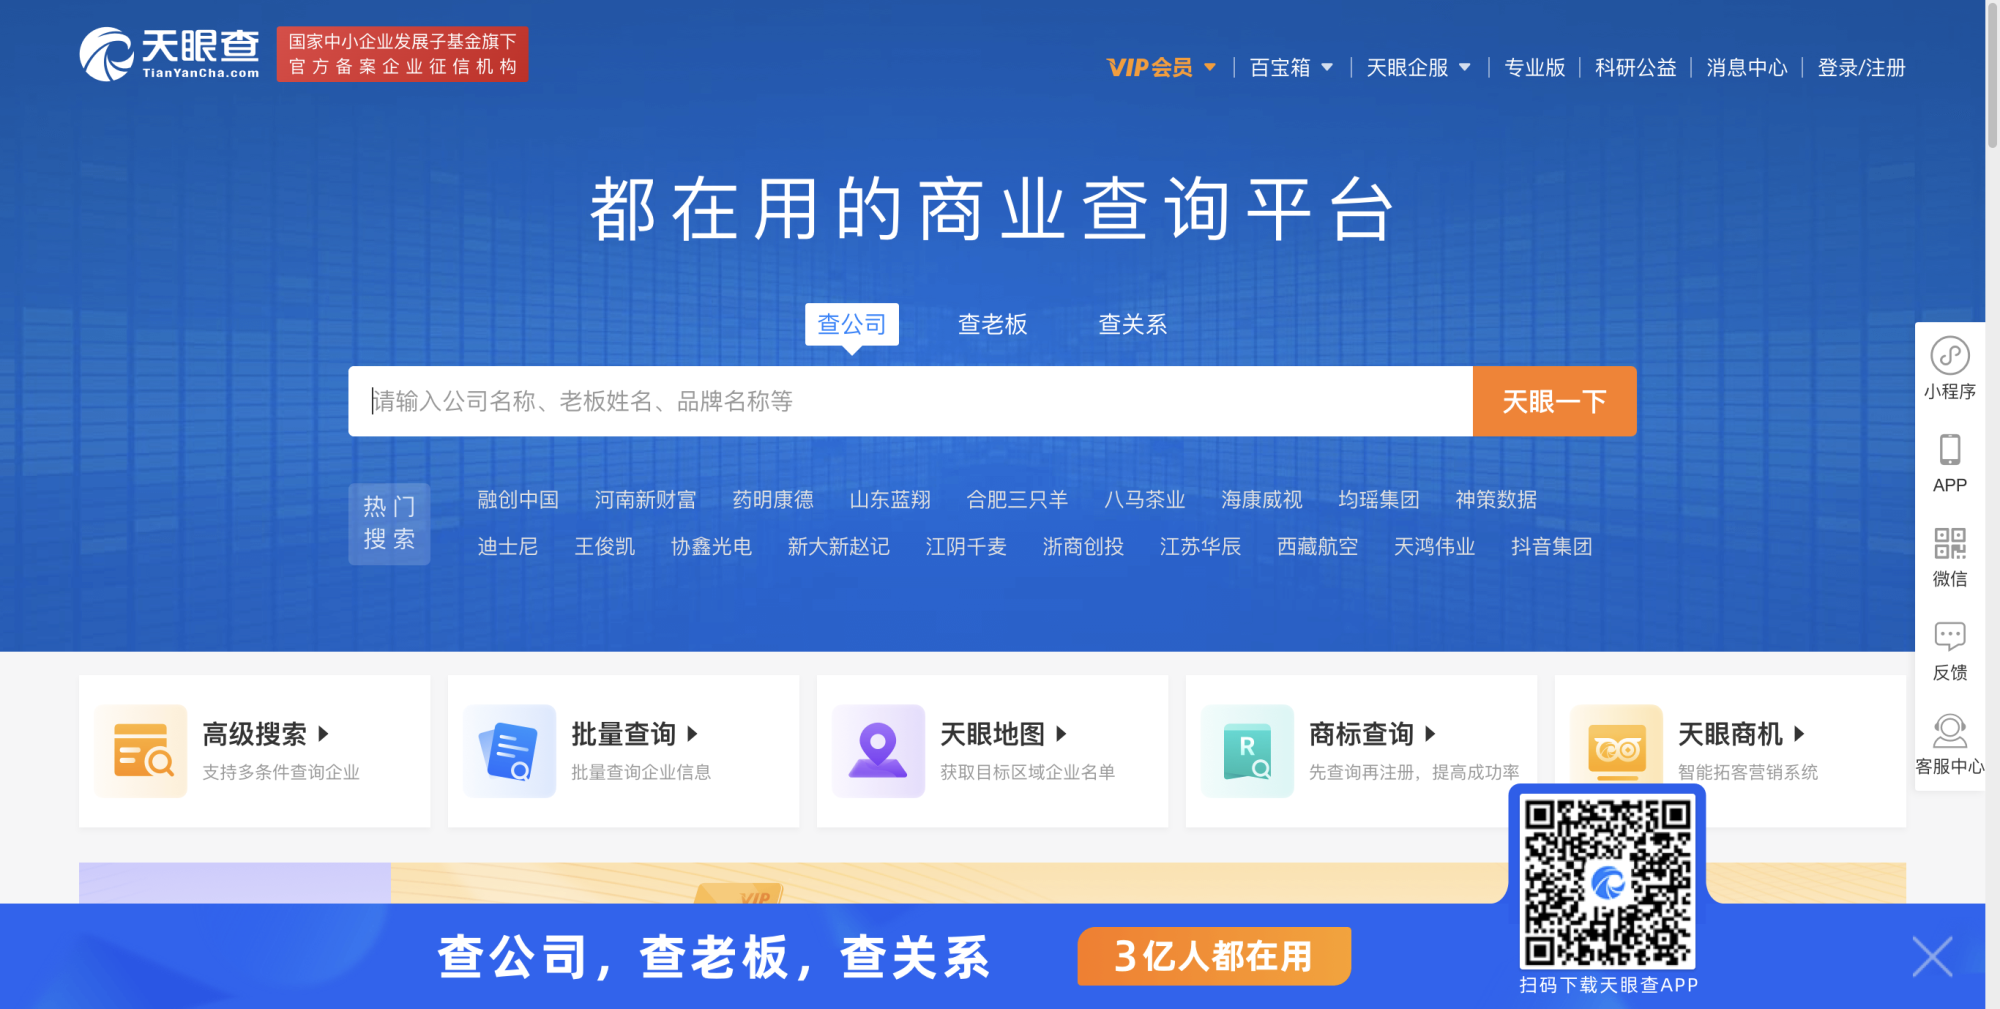 天眼查
TianYanCha.com
国家中小企业发展子基金旗下
官方备案企业征信机构
VIP会员
百宝箱
天眼企服
专业版
科研公益
消息中心
登录/注册
都在用的商业查询平台
查公司
查老板
查关系
请输入公司名称、老板姓名、品牌名称等
天眼一下
热门
搜索
融创中国 河南新财富 药明康德 山东蓝翔 合肥三只羊 八马茶业 海康威视 均瑶集团 神策数据
迪士尼 王俊凯 协鑫光电 新大新赵记 江阴千麦 浙商创投 江苏华辰 西藏航空 天鸿伟业 抖音集团
小程序
APP
微信
反馈
客服中心
高级搜索
支持多条件查询企业
批量查询
批量查询企业信息
天眼地图
获取目标区域企业名单
R
商标查询
先查询再注册，提高成功率
天眼商机
智能拓客营销系统
VIP
查公司，查老板，查关系
3亿人都在用
扫码下载天眼查APP